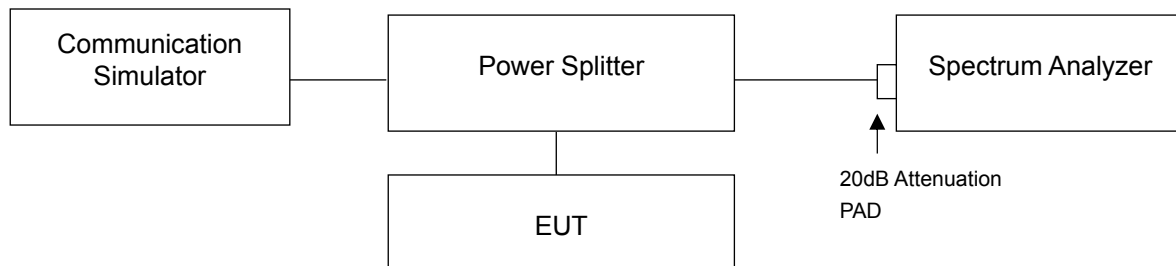 Communication
Simulator
Power Splitter
Spectrum Analyzer
20dB Attenuation
PAD
EUT